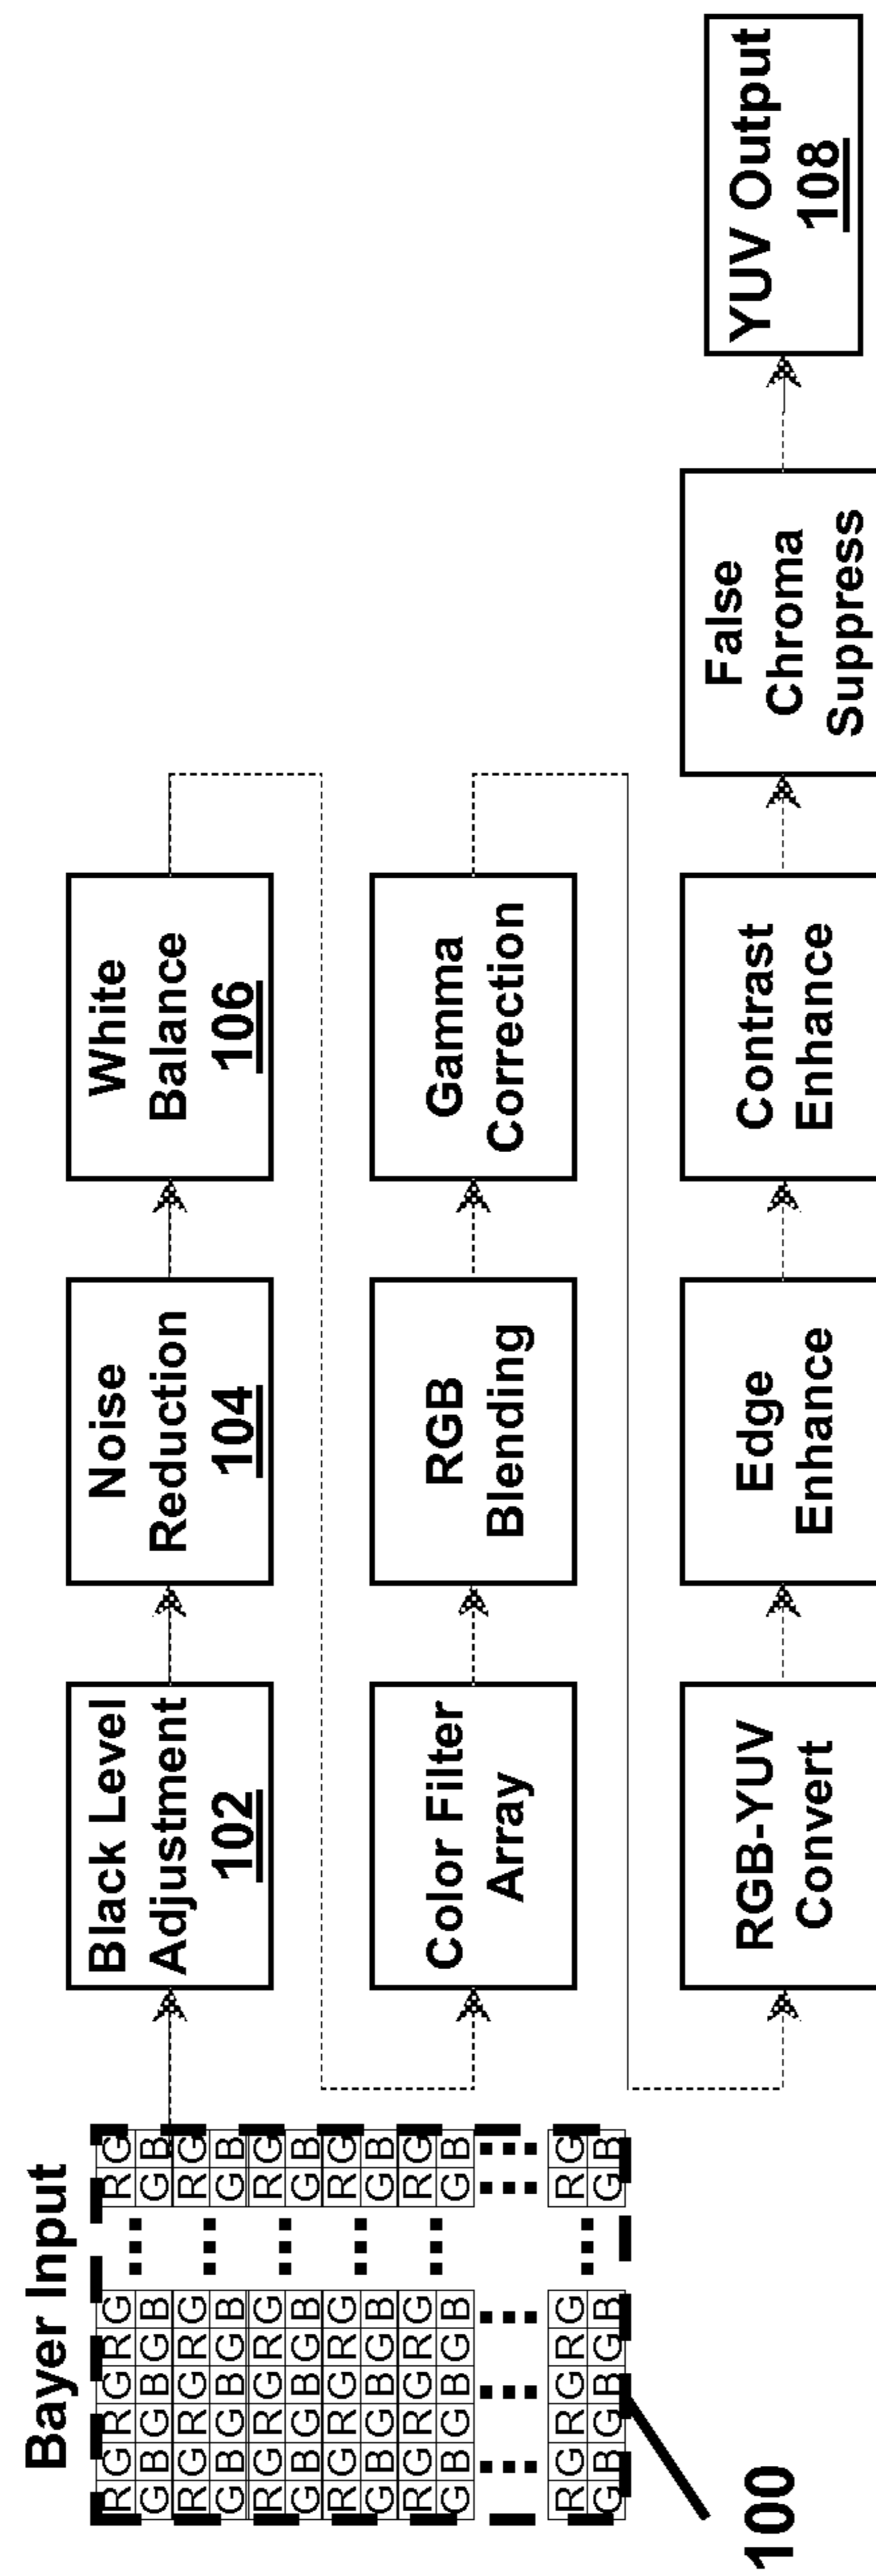 Bayer Input
R G R G R G ... R G
G B G B G B G B
R G R G R G ... R G
G B G B G B G B
R G R G R G ... R G
G B G B G B G B
R G R G R G ... R G
G B G B G B G B
R G R G R G ... R G
G B G B G B G B
R G R G R G ... R G
G B G B G B G B
100
Black Level
Adjustment
102
Noise
Reduction
104
White
Balance
106
Color Filter
Array
RGB
Blending
Gamma
Correction
RGB-YUV
Convert
Edge
Enhance
Contrast
Enhance
False
Chroma
Suppress
YUV Output
108